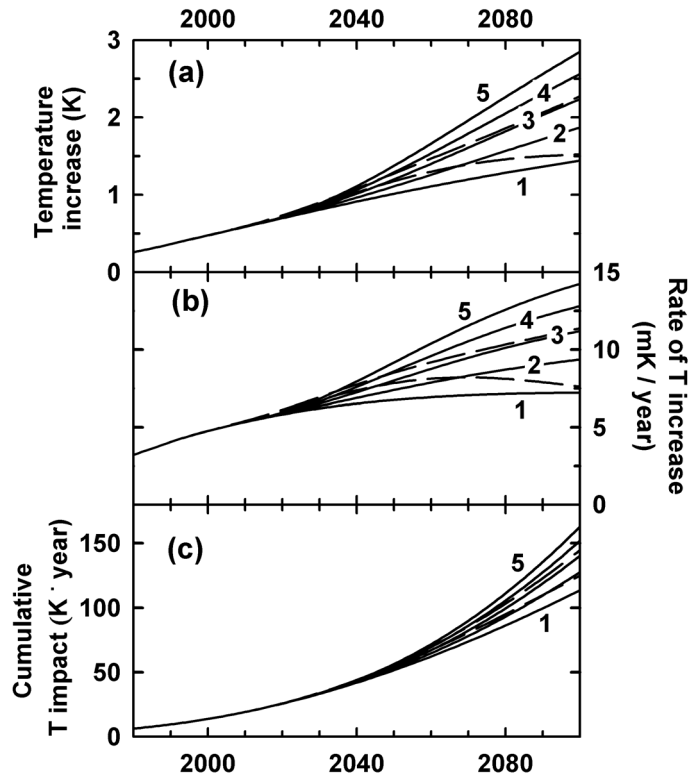 2000 2040 2080
3
2
1
0
Temperature
increase (K)
(a)
5
4
3
2
1
15
10
5
0
Rate of T increase
(mK / year)
(b)
5
4
3
2
1
150
100
50
0
Cumulative
T impact (K · year)
(c)
5
1
2000 2040 2080